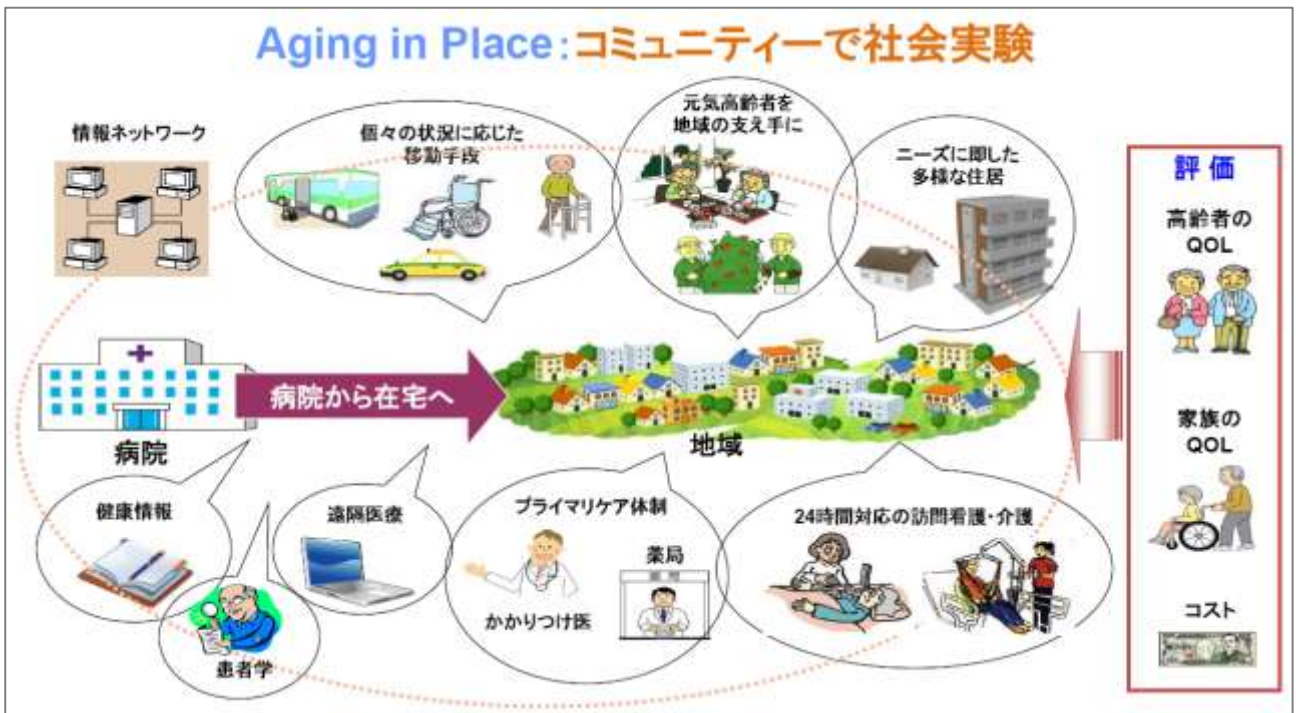 Aging in Place:コミュニティーで社会実験
情報ネットワーク
個々の状況に応じた
移動手段
元気高齢者を
地域の支え手に
ニーズに即した
多様な住居
評価
高齢者の
QOL
家族の
QOL
コスト
病院
病院から在宅へ
地域
健康情報
患者学
遠隔医療
プライマリケア体制
かかりつけ医
薬局
24時間対応の訪問看護・介護